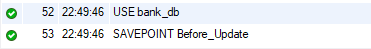 52 22:49:46 USE bank_db
53 22:49:46 SAVEPOINT Before_Update